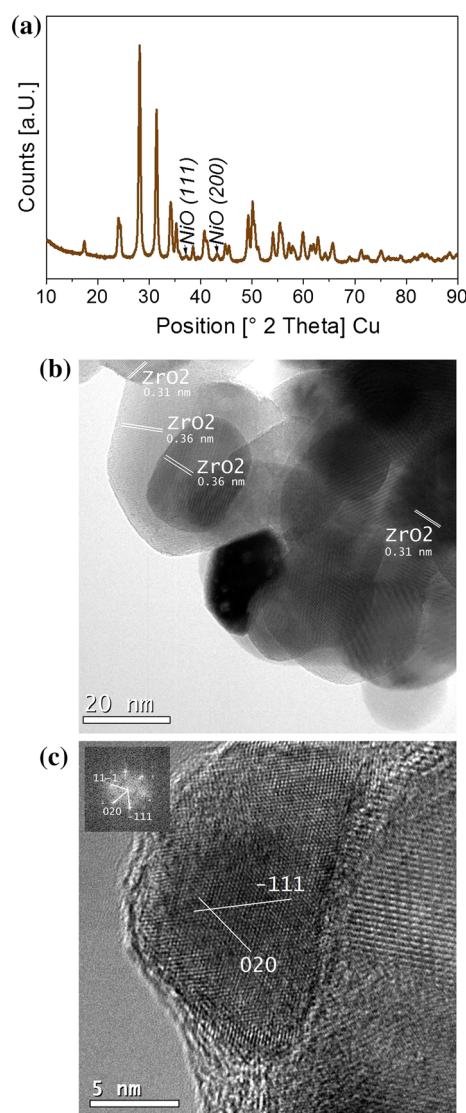 (a)
Counts [a.U.]
NiO (111)
NiO (200)
10 20 30 40 50 60 70 80 90
Position [° 2 Theta] Cu
(b)
ZrO2
0.31 nm
ZrO2
0.36 nm
ZrO2
0.36 nm
ZrO2
0.31 nm
20 nm
(c)
11-1
020
-111
-111
020
5 nm